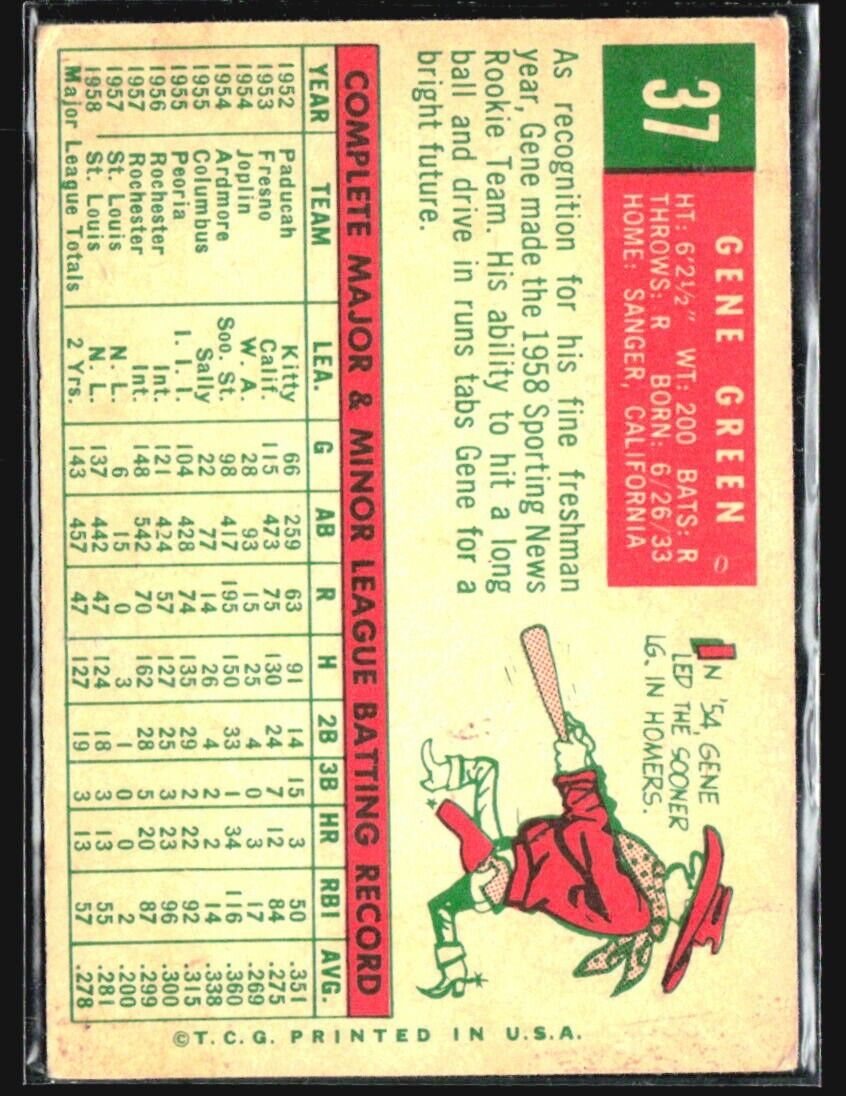 37
GENE GREEN
HT: 6'2½" WT: 200 BATS: R
THROWS: R BORN: 6/26/33
HOME: SANGER, CALIFORNIA
As recognition for his fine freshman
year, Gene made the 1958 Sporting News
Rookie Team. His ability to hit a long
ball and drive in runs tabs Gene for a
bright future.
IN '54, GENE
LED THE SOONER
LG. IN HOMERS.
COMPLETE MAJOR & MINOR LEAGUE BATTING RECORD
YEAR TEAM LEA. G AB R H 2B 3B HR RBI AVG.
1952 Paducah Kitty 66 259 63 91 14 15 3 50 .351
1953 Fresno Calif. 115 473 75 130 24 7 12 84 .275
1954 Joplin W. A. 28 93 15 25 4 0 3 17 .269
1954 Ardmore Soo. St. 98 417 195 150 33 1 34 116 .360
1955 Columbus Sally 22 77 14 26 4 2 2 14 .338
1955 Peoria I. I. I. 104 428 74 135 29 2 22 92 .315
1956 Rochester Int. 121 424 57 127 25 3 23 96 .300
1957 Rochester Int. 148 542 70 162 28 5 20 87 .299
1957 St. Louis N. L. 6 15 0 3 1 0 0 2 .200
1958 St. Louis N. L. 137 442 47 124 18 3 13 55 .281
Major League Totals 2 Yrs. 143 457 47 127 19 3 13 57 .278
©T.C.G. PRINTED IN U.S.A.